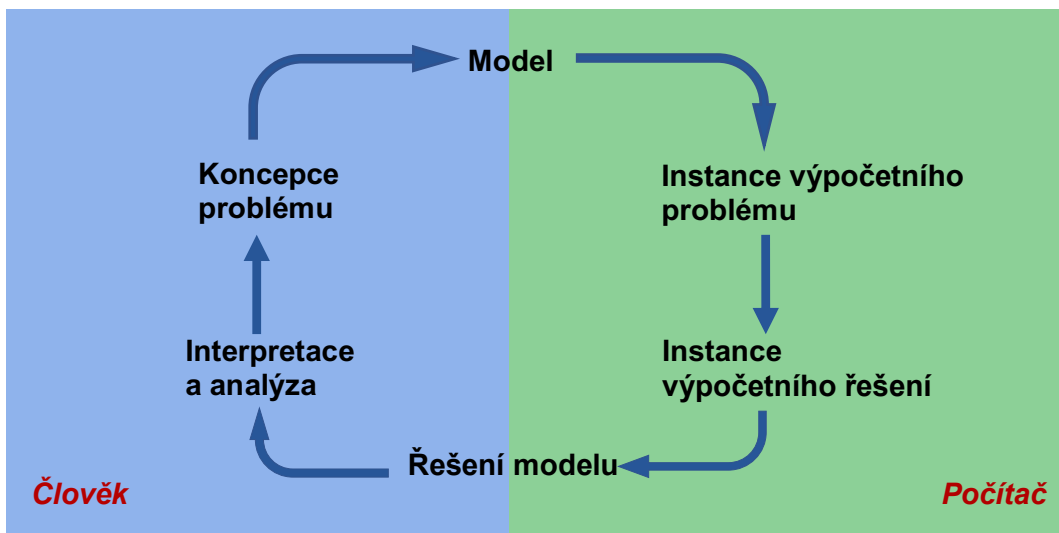 Model
Koncepce
problému
Instance výpočetního
problému
Interpretace
a analýza
Instance
výpočetního řešení
Řešení modelu
Člověk
Počítač